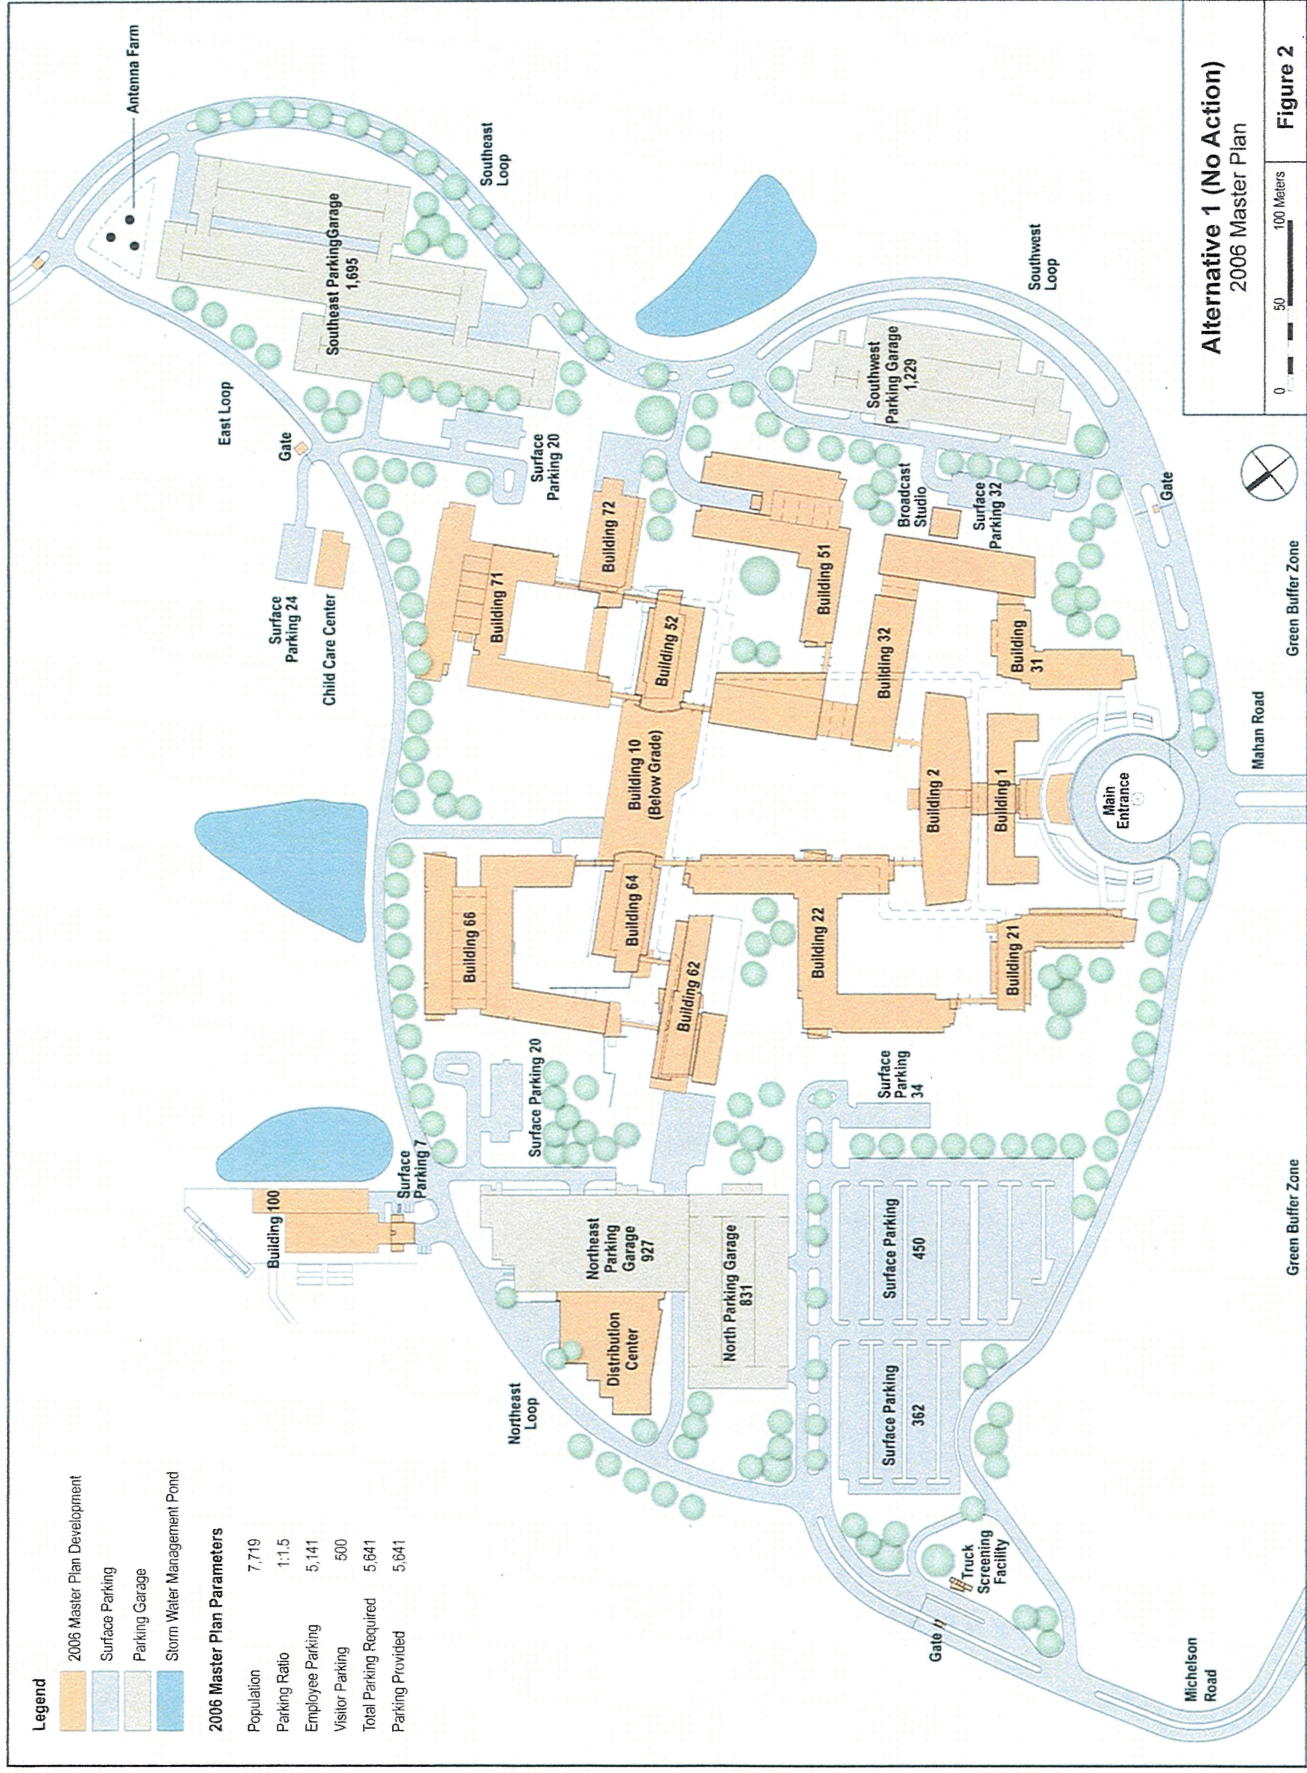 Legend
2006 Master Plan Development
Surface Parking
Parking Garage
Storm Water Management Pond
2006 Master Plan Parameters
Population 7,719
Parking Ratio 1:1.5
Employee Parking 5,141
Visitor Parking 500
Total Parking Required 5,641
Parking Provided 5,641
Building 100
Surface
Parking 7
Surface Parking 20
Northeast
Loop
Distribution
Center
Northeast
Parking
Garage
927
North Parking Garage
831
Surface Parking
362
Surface Parking
450
Surface
Parking
34
Truck
Screening
Facility
Gate
Michelson
Road
Green Buffer Zone
Building 66
Building 64
Building 62
Building 22
Building 21
Building 10
(Below Grade)
Building 2
Building 1
Main
Entrance
Mahan Road
Surface
Parking 24
Child Care Center
Gate
East Loop
Building 71
Building 72
Building 52
Building 51
Building 32
Building
31
Surface
Parking 20
Broadcast
Studio
Surface
Parking 32
Gate
Green Buffer Zone
Southeast ParkingGarage
1,695
Antenna Farm
Southeast
Loop
Southwest
Parking Garage
1,229
Southwest
Loop
Alternative 1 (No Action)
2006 Master Plan
0 50 100 Meters
Figure 2